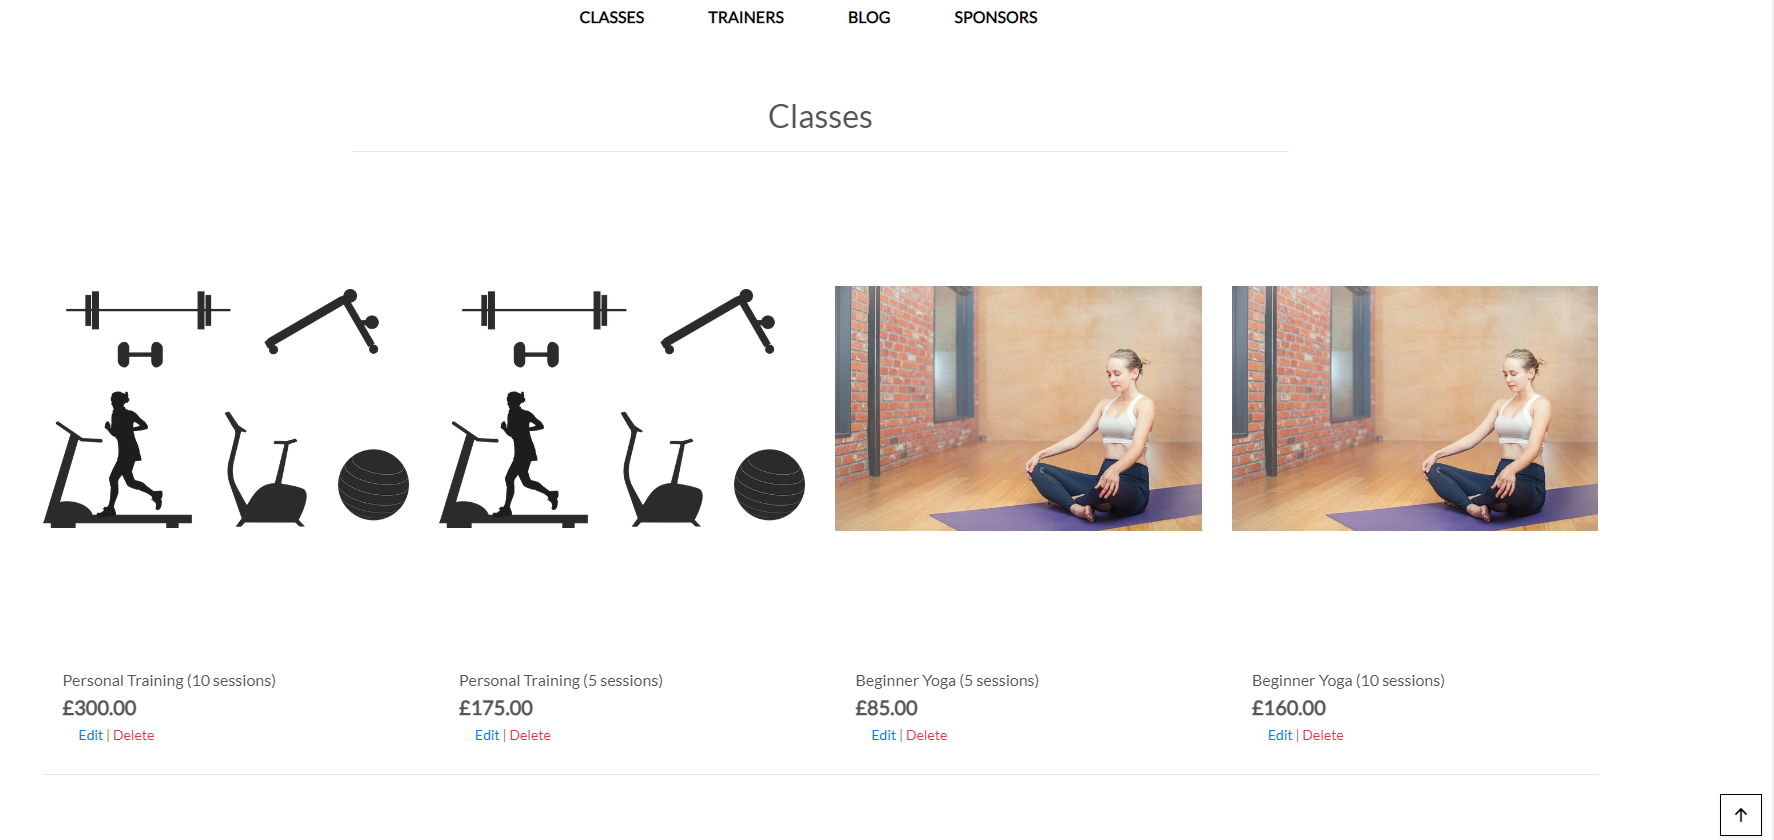 CLASSES TRAINERS BLOG SPONSORS
Classes
Personal Training (10 sessions)
£300.00
Edit | Delete
Personal Training (5 sessions)
£175.00
Edit | Delete
Beginner Yoga (5 sessions)
£85.00
Edit | Delete
Beginner Yoga (10 sessions)
£160.00
Edit | Delete